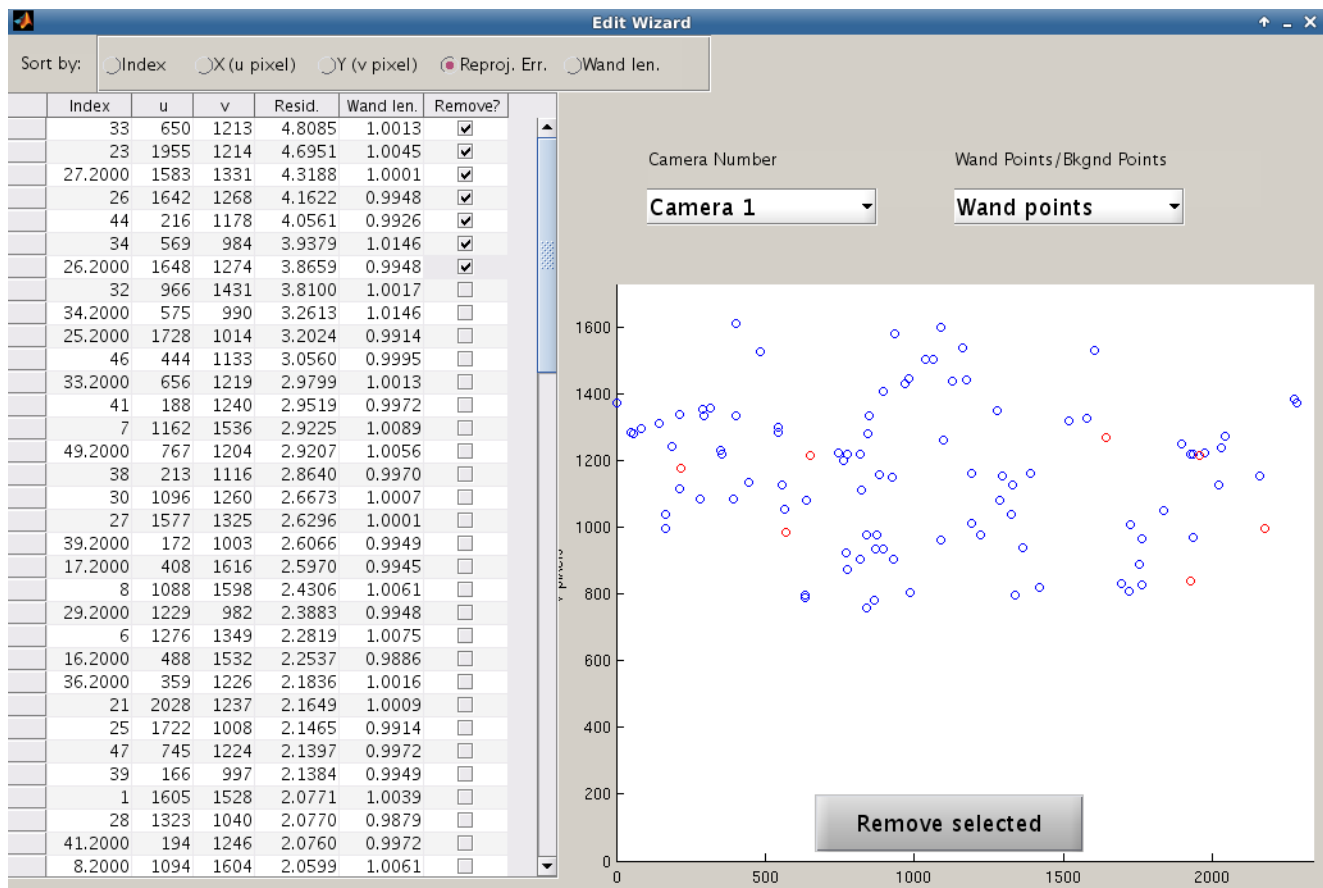 Edit Wizard
Sort by: Index X (u pixel) Y (v pixel) Reproj. Err. Wand len.
Index u v Resid. Wand len. Remove?
33 650 1213 4.8085 1.0013
23 1955 1214 4.6951 1.0045
27.2000 1583 1331 4.3188 1.0001
26 1642 1268 4.1622 0.9948
44 216 1178 4.0561 0.9926
34 569 984 3.9379 1.0146
26.2000 1648 1274 3.8659 0.9948
32 966 1431 3.8100 1.0017
34.2000 575 990 3.2613 1.0146
25.2000 1728 1014 3.2024 0.9914
46 444 1133 3.0560 0.9995
33.2000 656 1219 2.9799 1.0013
41 188 1240 2.9519 0.9972
7 1162 1536 2.9225 1.0089
49.2000 767 1204 2.9207 1.0056
38 213 1116 2.8640 0.9970
30 1096 1260 2.6673 1.0007
27 1577 1325 2.6296 1.0001
39.2000 172 1003 2.6066 0.9949
17.2000 408 1616 2.5970 0.9945
8 1088 1598 2.4306 1.0061
29.2000 1229 982 2.3883 0.9948
6 1276 1349 2.2819 1.0075
16.2000 488 1532 2.2537 0.9886
36.2000 359 1226 2.1836 1.0016
21 2028 1237 2.1649 1.0009
25 1722 1008 2.1465 0.9914
47 745 1224 2.1397 0.9972
39 166 997 2.1384 0.9949
1 1605 1528 2.0771 1.0039
28 1323 1040 2.0770 0.9879
41.2000 194 1246 2.0760 0.9972
8.2000 1094 1604 2.0599 1.0061
Camera Number
Wand Points/Bkgnd Points
Camera 1
Wand points
1600
1400
1200
1000
800
600
400
200
0
Remove selected
0 500 1000 1500 2000